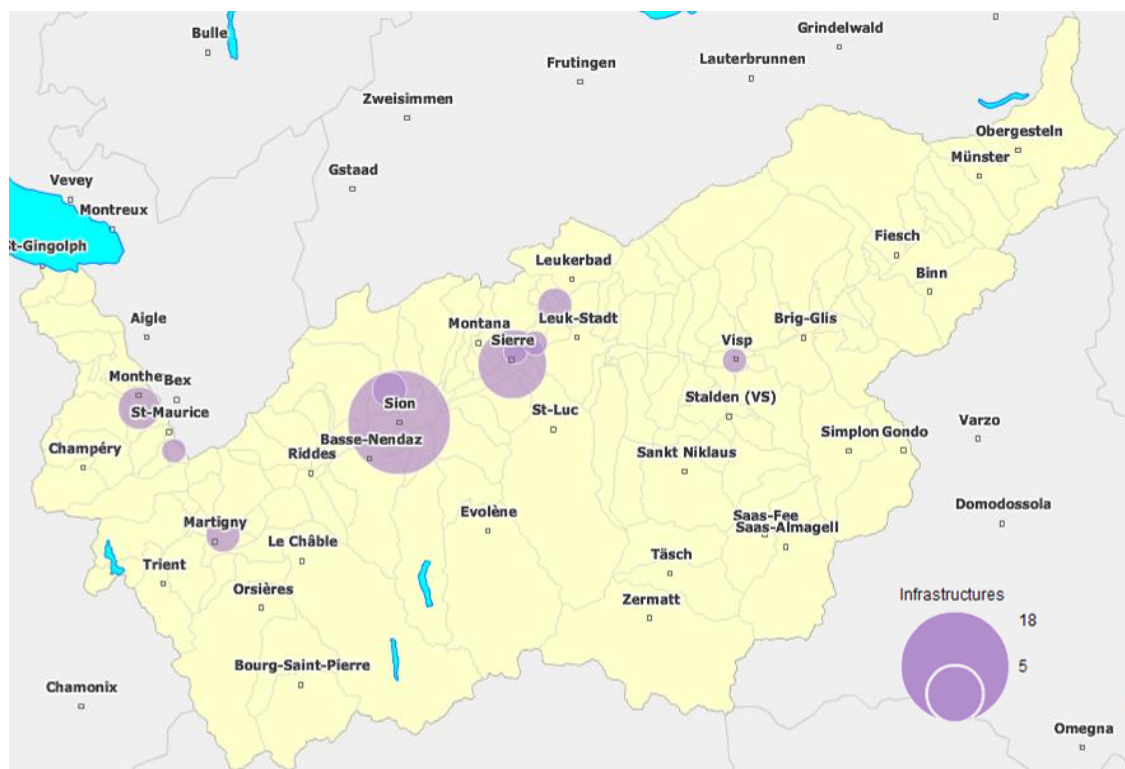 Grindelwald
Bulle
Lauterbrunnen
Frutingen
Zweisimmen
Obergesteln
Münster
Gstaad
Vevey
Montreux
St-Gingolph
Fiesch
Leukerbad
Binn
Aigle
Montana
Leuk-Stadt
Brig-Glis
Sierre
Visp
Monthe
Bex
Stalden (VS)
Sion
St-Maurice
St-Luc
Varzo
Basse-Nendaz
Simplon Gondo
Champéry
Riddes
Sankt Niklaus
Domodossola
Evolène
Saas-Fee
Martigny
Saas-Almagell
Le Châble
Täsch
Trient
Orsières
Zermatt
Infrastructures
18
5
Bourg-Saint-Pierre
Chamonix
Omegna